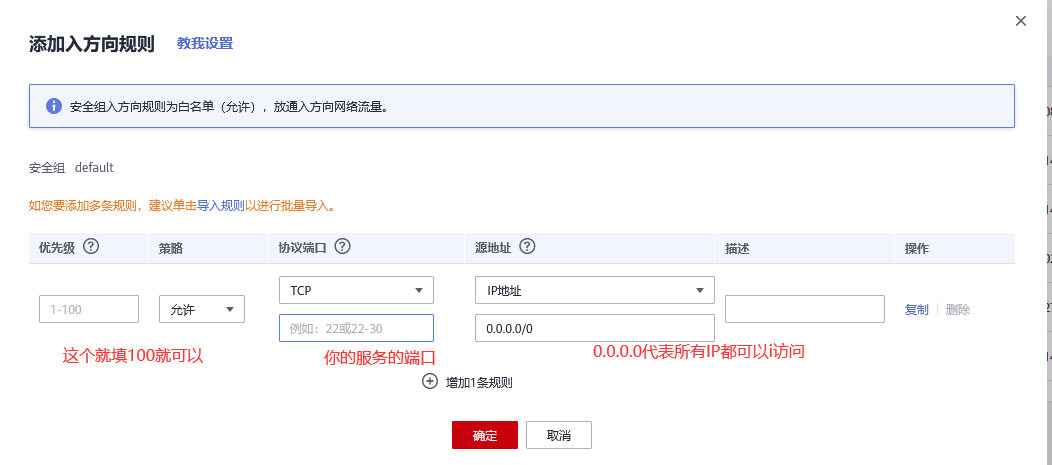 添加入方向规则 教我设置
安全组入方向规则为白名单（允许），放通入方向网络流量。
安全组 default
如您要添加多条规则，建议单击导入规则以进行批量导入。
优先级 策略 协议端口 源地址 描述 操作
TCP IP地址
1-100 允许 复制 删除
例如：22或22-30 0.0.0.0/0
这个就填100就可以 你的服务的端口 0.0.0.0代表所有IP都可以i访问
增加1条规则
确定 取消